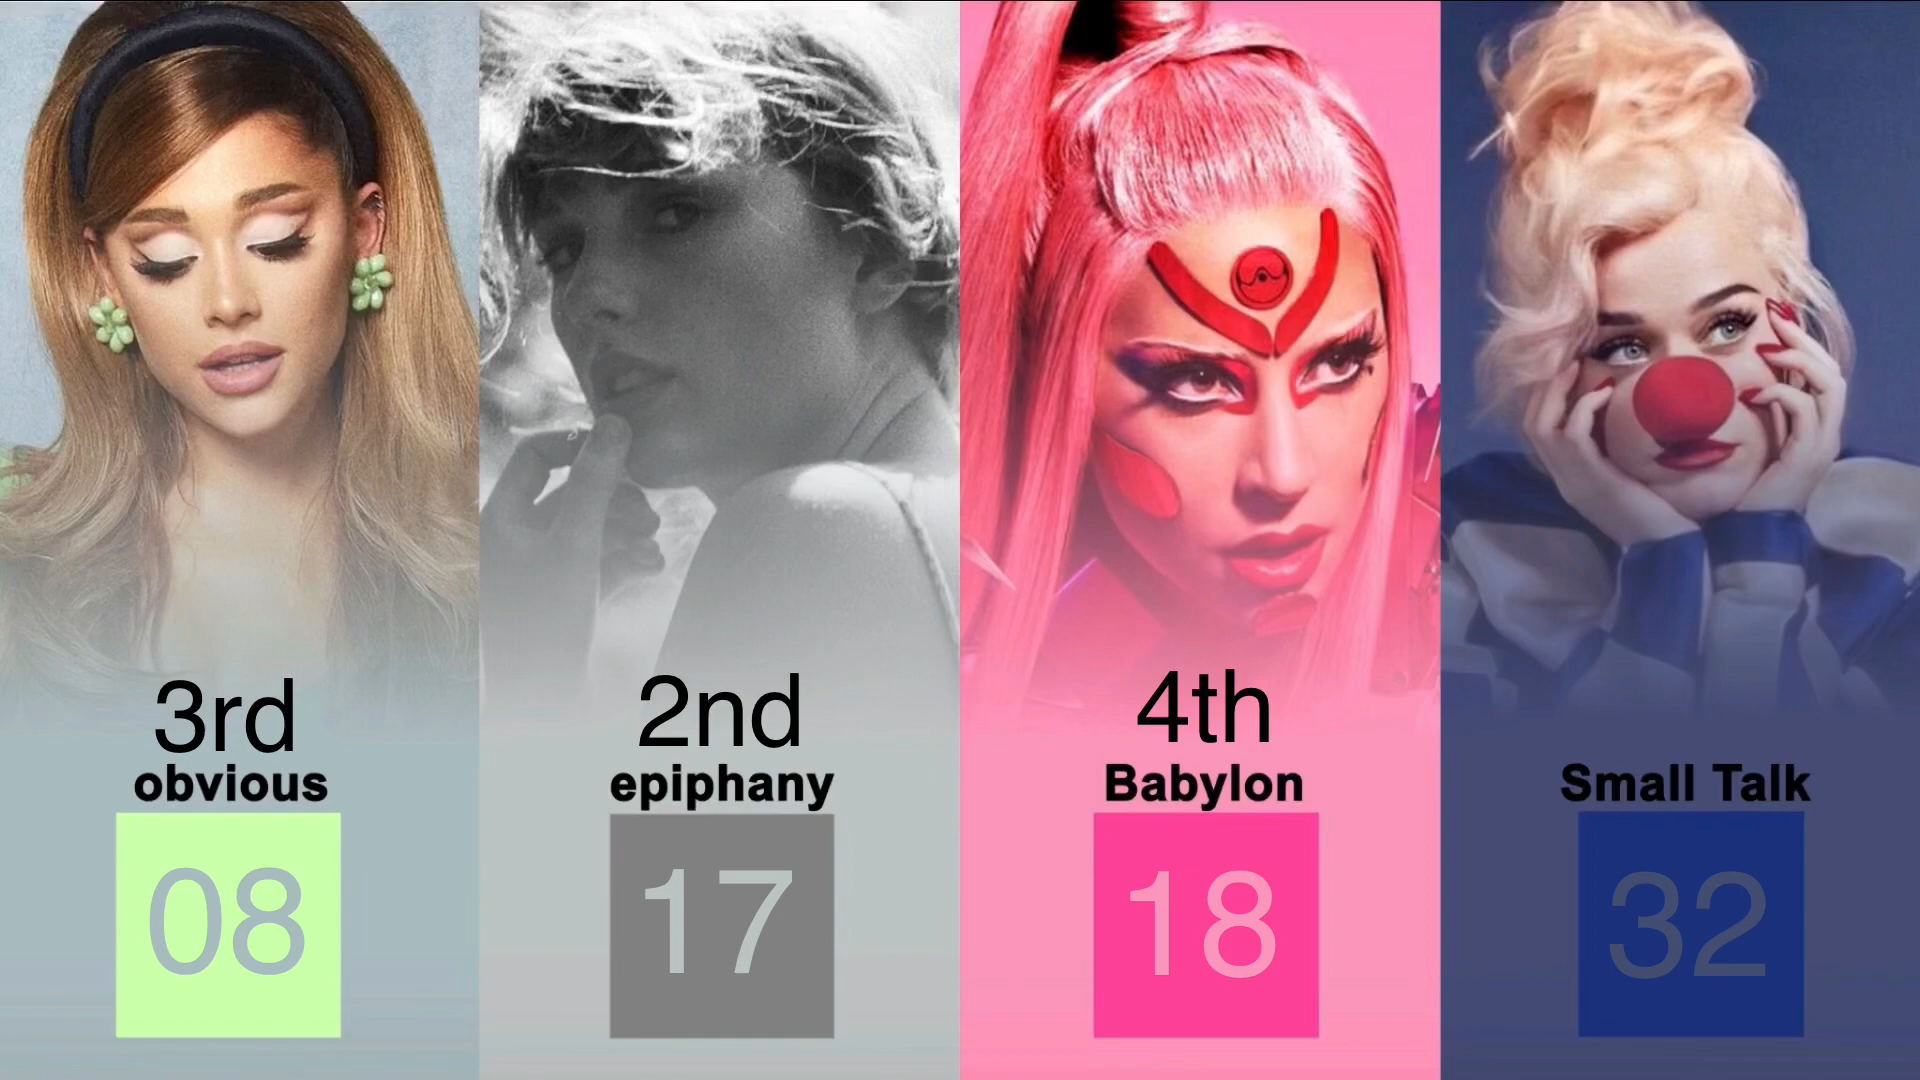 3rd
obvious
08
2nd
epiphany
17
4th
Babylon
18
Small Talk
32